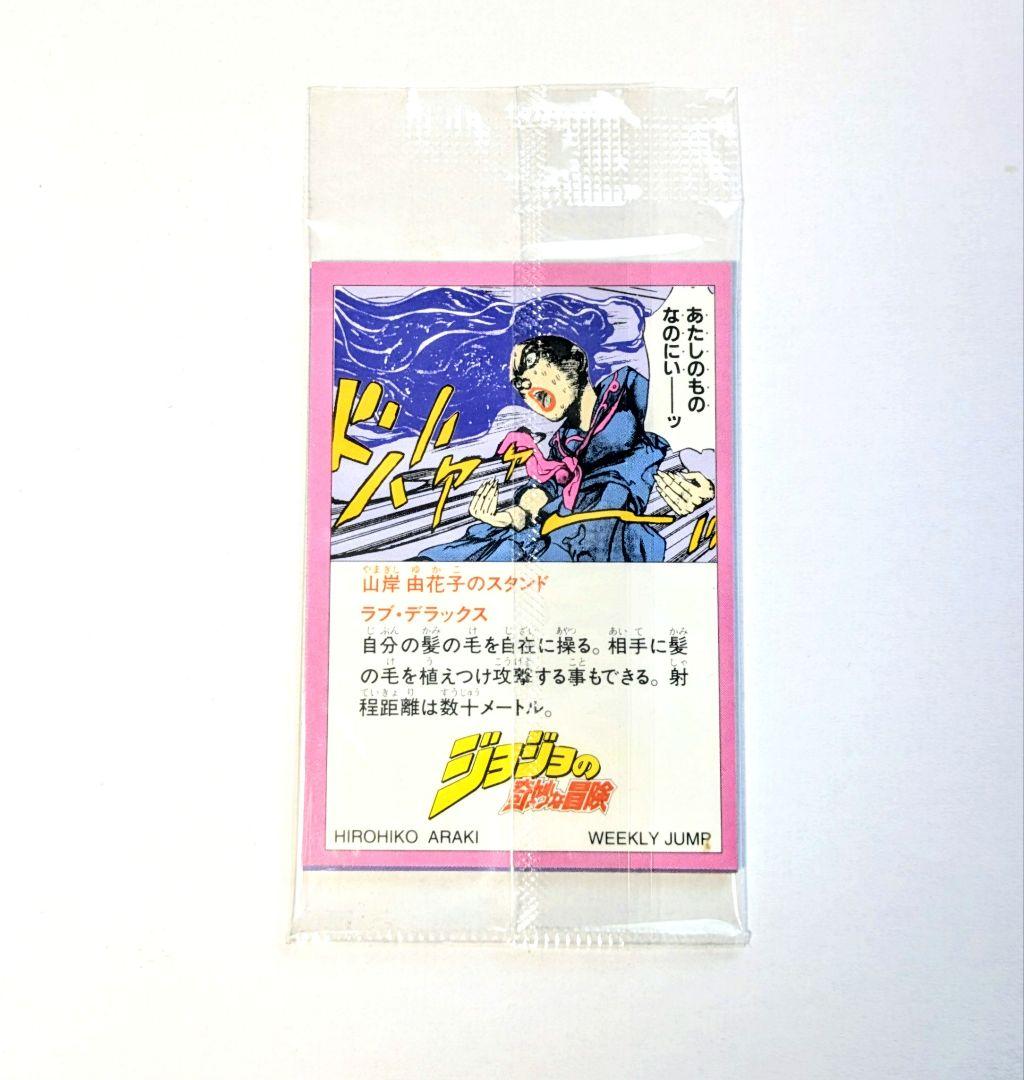 あたしのもの
なのにぃ──ッ
ドバアアア──ッ
山岸 由花子のスタンド
ラブ・デラックス
自分の髪の毛を自在に操る。相手に髪
の毛を植えつけ攻撃する事もできる。射
程距離は数十メートル。
ジョジョの
奇妙な冒険
HIROHIKO ARAKI WEEKLY JUMP